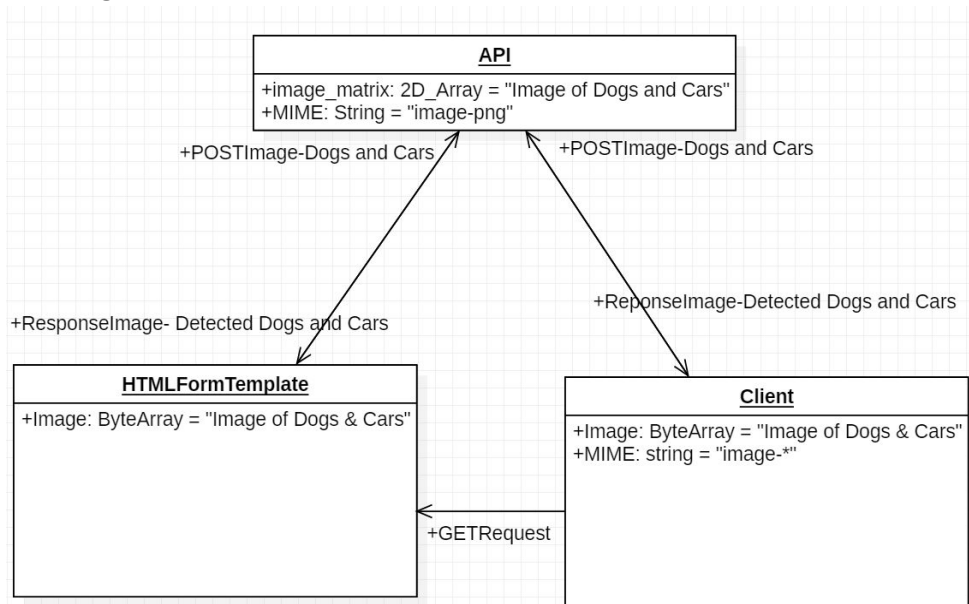 API
+image_matrix: 2D_Array = "Image of Dogs and Cars"
+MIME: String = "image-png"
+POSTImage-Dogs and Cars
+POSTImage-Dogs and Cars
+ReponseImage-Detected Dogs and Cars
+ResponseImage- Detected Dogs and Cars
HTMLFormTemplate
+Image: ByteArray = "Image of Dogs & Cars"
Client
+Image: ByteArray = "Image of Dogs & Cars"
+MIME: string = "image-*"
+GETRequest